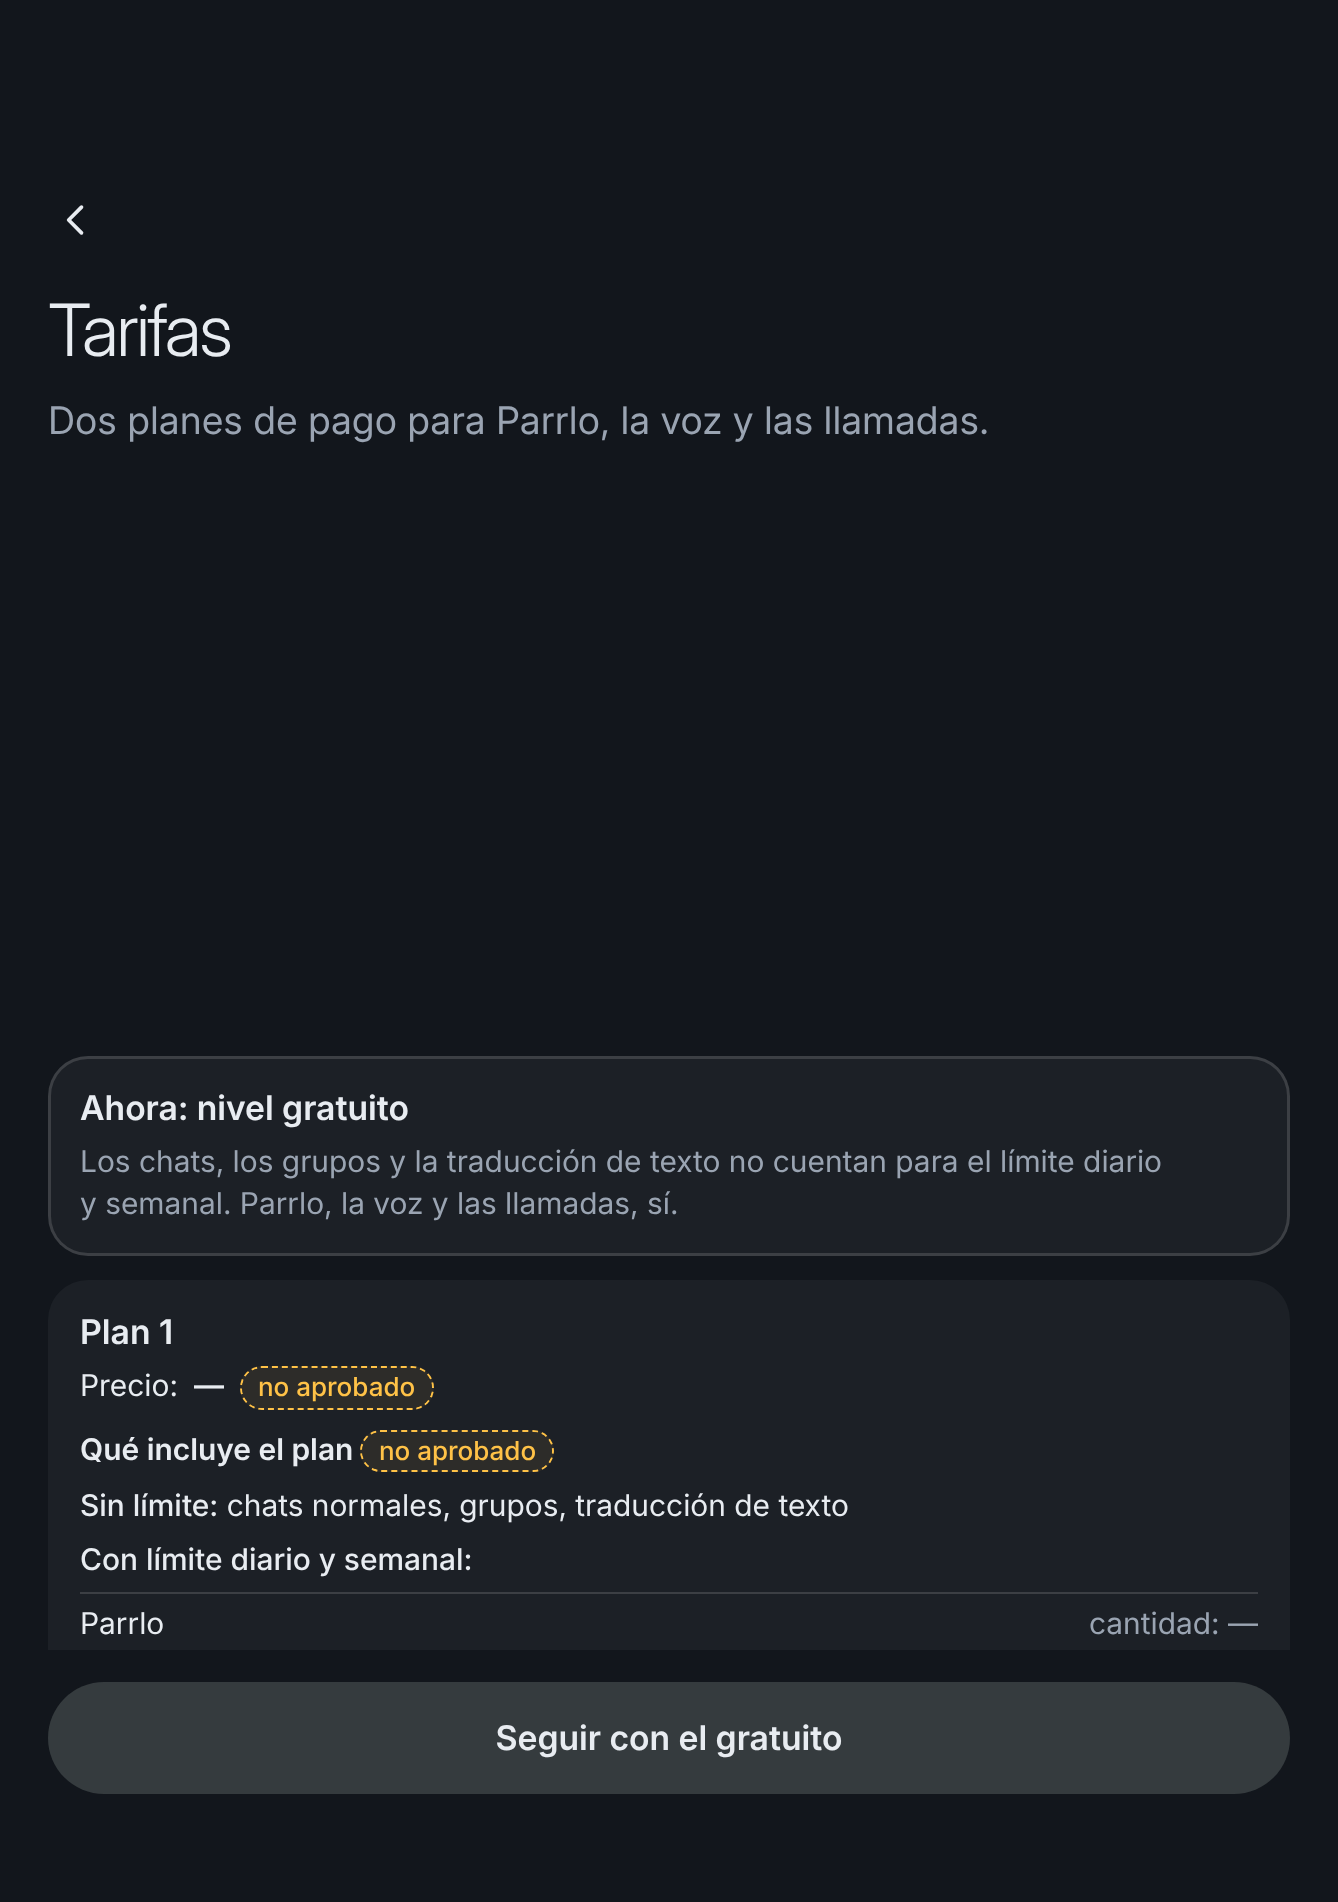 Tarifas
Dos planes de pago para Parrlo, la voz y las llamadas.
Ahora: nivel gratuito
Los chats, los grupos y la traducción de texto no cuentan para el límite diario
y semanal. Parrlo, la voz y las llamadas, sí.
Plan 1
Precio: — no aprobado
Qué incluye el plan no aprobado
Sin límite: chats normales, grupos, traducción de texto
Con límite diario y semanal:
Parrlo cantidad: —
Seguir con el gratuito